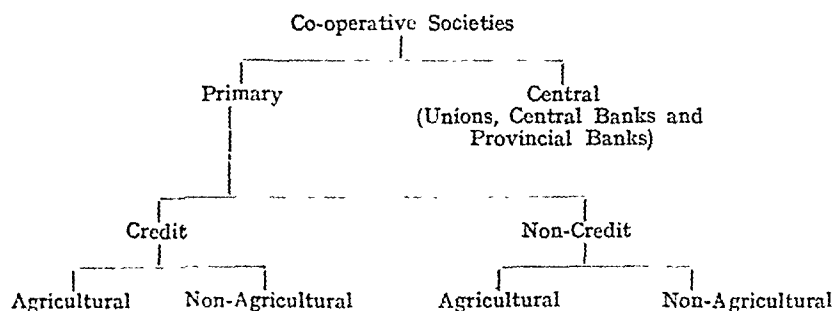 Co-operative Societies
Primary
Central
(Unions, Central Banks and
Provincial Banks)
Credit
Non-Credit
Agricultural
Non-Agricultural
Agricultural
Non-Agricultural